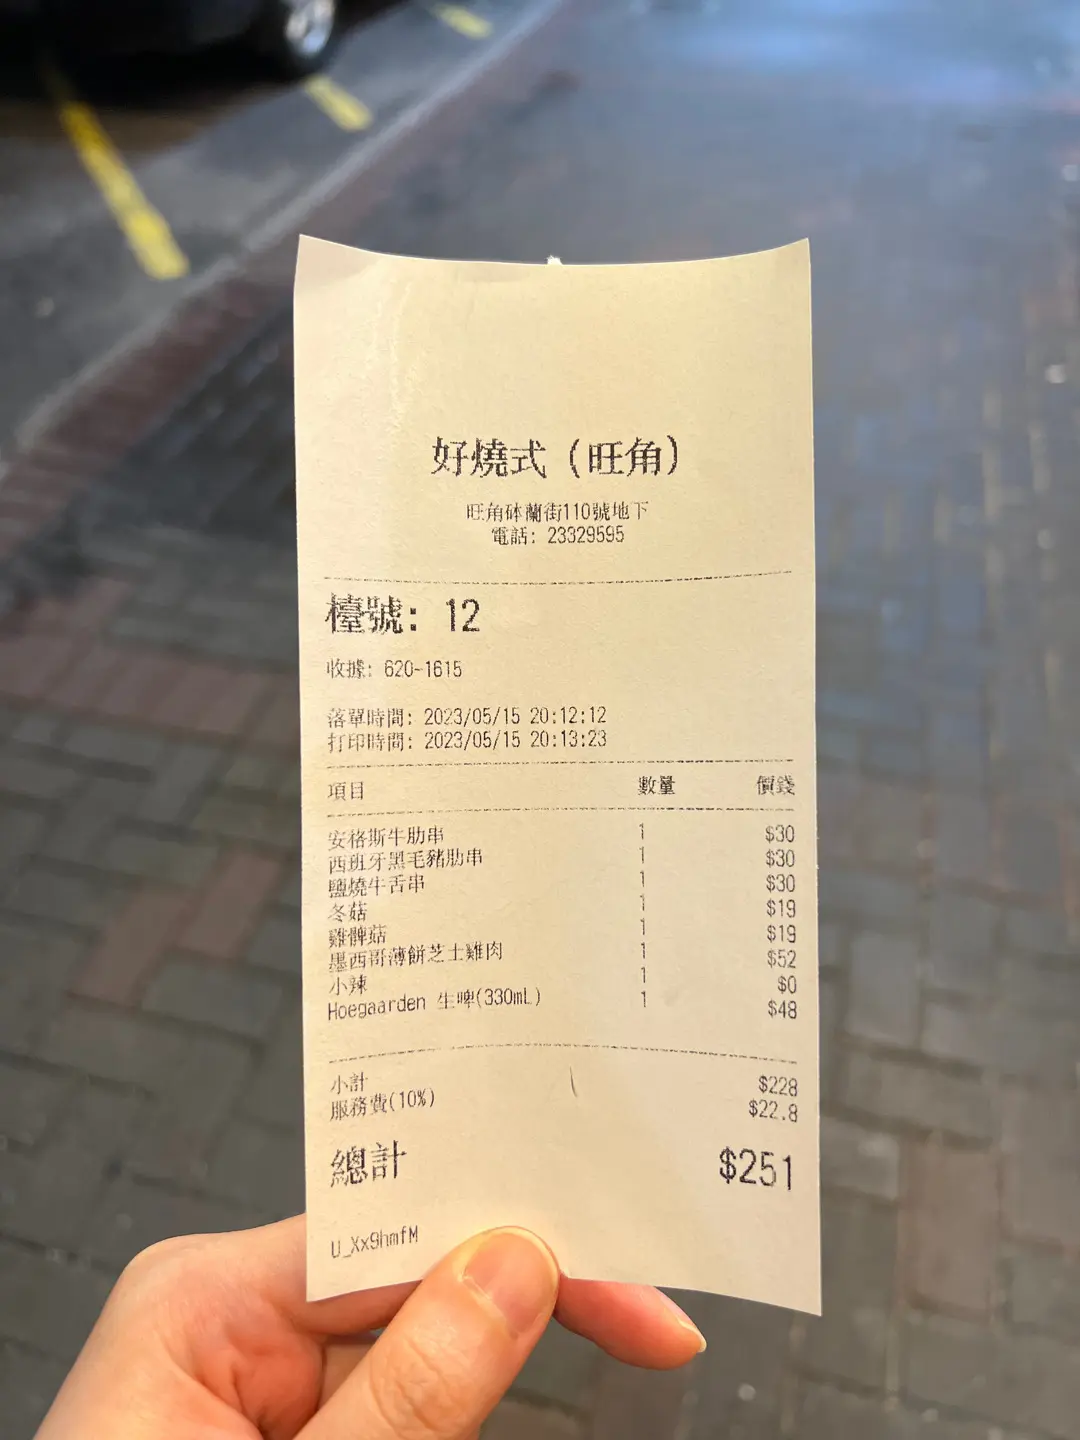 好燒式（旺角）
旺角砵蘭街110號地下
電話: 23329595
檯號: 12
收據: 620-1615
落單時間: 2023/05/15 20:12:12
打印時間: 2023/05/15 20:13:23
項目 數量 價錢
安格斯牛肋串 1 $30
西班牙黑毛豬肋串 1 $30
鹽燒牛舌串 1 $30
冬菇 1 $19
雞髀菇 1 $19
墨西哥薄餅芝士雞肉 1 $52
小辣 1 $0
Hoegaarden 生啤(330mL) 1 $48
小計 $228
服務費(10%) $22.8
總計 $251
U_Xx9hmfM